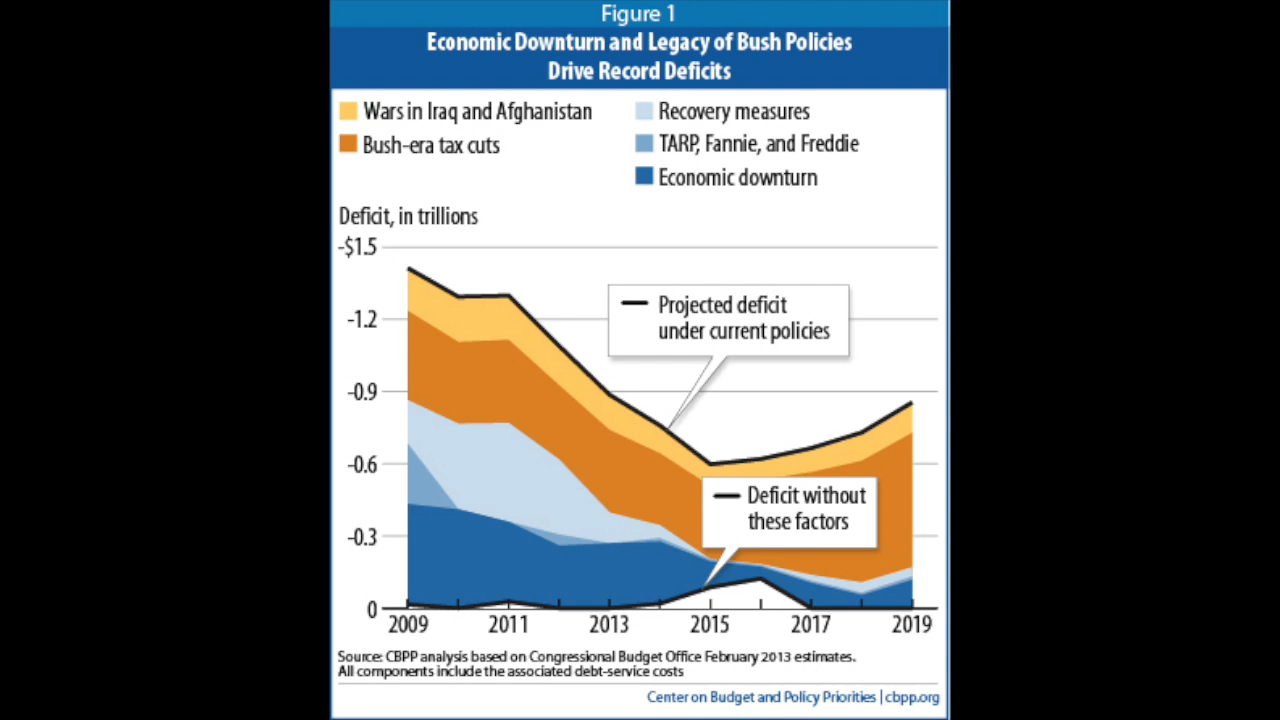 Figure 1
Economic Downturn and Legacy of Bush Policies
Drive Record Deficits
Wars in Iraq and Afghanistan
Bush-era tax cuts
Recovery measures
TARP, Fannie, and Freddie
Economic downturn
Deficit, in trillions
-$1.5
-1.2
-0.9
-0.6
-0.3
0
Projected deficit
under current policies
Deficit without
these factors
2009 2011 2013 2015 2017 2019
Source: CBPP analysis based on Congressional Budget Office February 2013 estimates.
All components include the associated debt-service costs
Center on Budget and Policy Priorities | cbpp.org